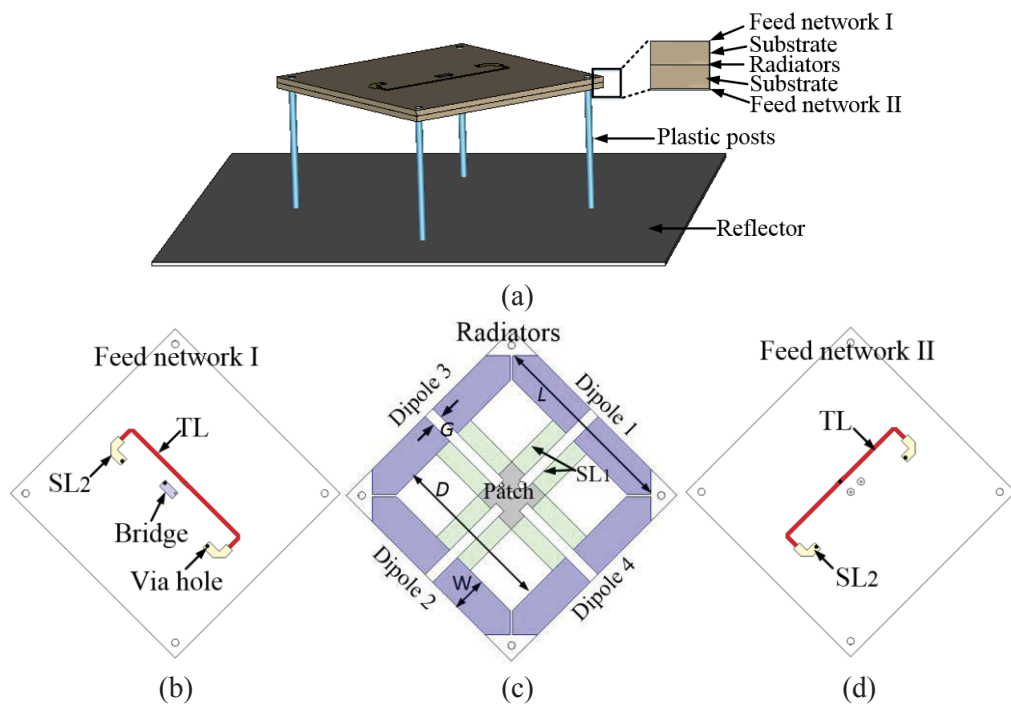 Feed network I
Substrate
Radiators
Substrate
Feed network II
Plastic posts
Reflector
(a)
Feed network I
TL
SL2
Bridge
Via hole
(b)
Radiators
Dipole 3
Dipole 1
L
G
SL1
D
Patch
W
Dipole 2
Dipole 4
(c)
Feed network II
TL
SL2
(d)